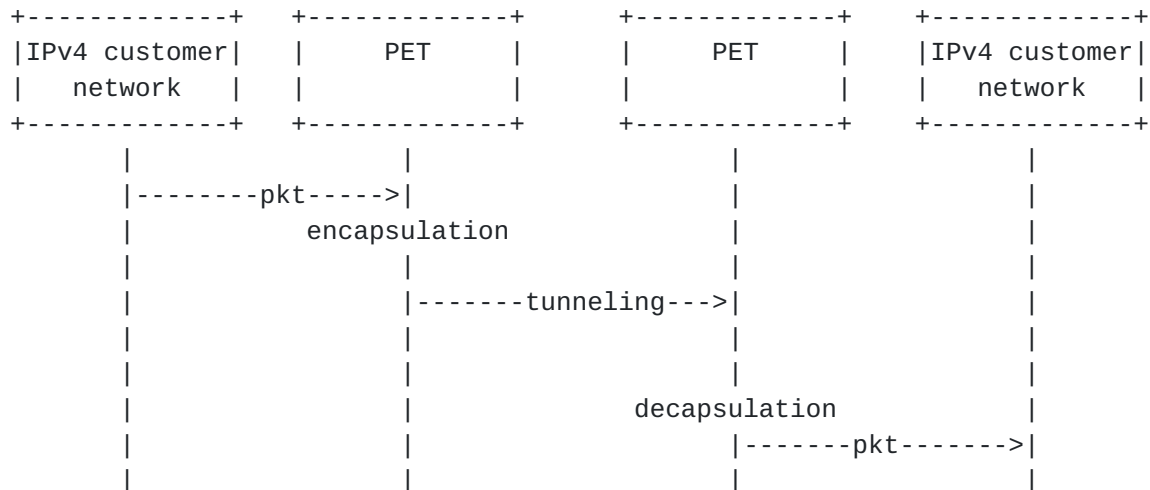 +-------------+   +-------------+      +-------------+    +-------------+
|IPv4 customer|   |     PET     |      |     PET     |    |IPv4 customer|
|   network   |   |             |      |             |    |   network   |
+-------------+   +-------------+      +-------------+    +-------------+
       |                |                   |                 |
       |--------pkt----->|                   |                 |
       |          encapsulation             |                 |
       |                |                   |                 |
       |                |-------tunneling--->|                 |
       |                |                   |                 |
       |                |                   |                 |
       |                |             decapsulation           |
       |                |                   |-------pkt------->|
       |                |                   |                 |